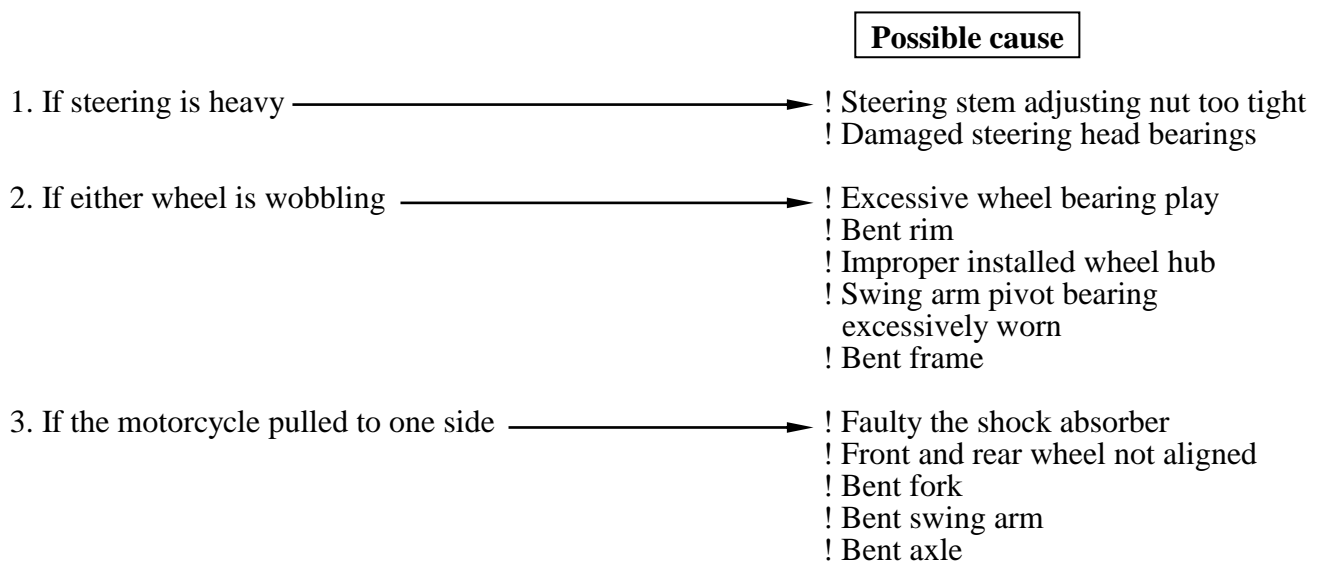 Possible cause
1. If steering is heavy ! Steering stem adjusting nut too tight
! Damaged steering head bearings
2. If either wheel is wobbling ! Excessive wheel bearing play
! Bent rim
! Improper installed wheel hub
! Swing arm pivot bearing
excessively worn
! Bent frame
3. If the motorcycle pulled to one side ! Faulty the shock absorber
! Front and rear wheel not aligned
! Bent fork
! Bent swing arm
! Bent axle